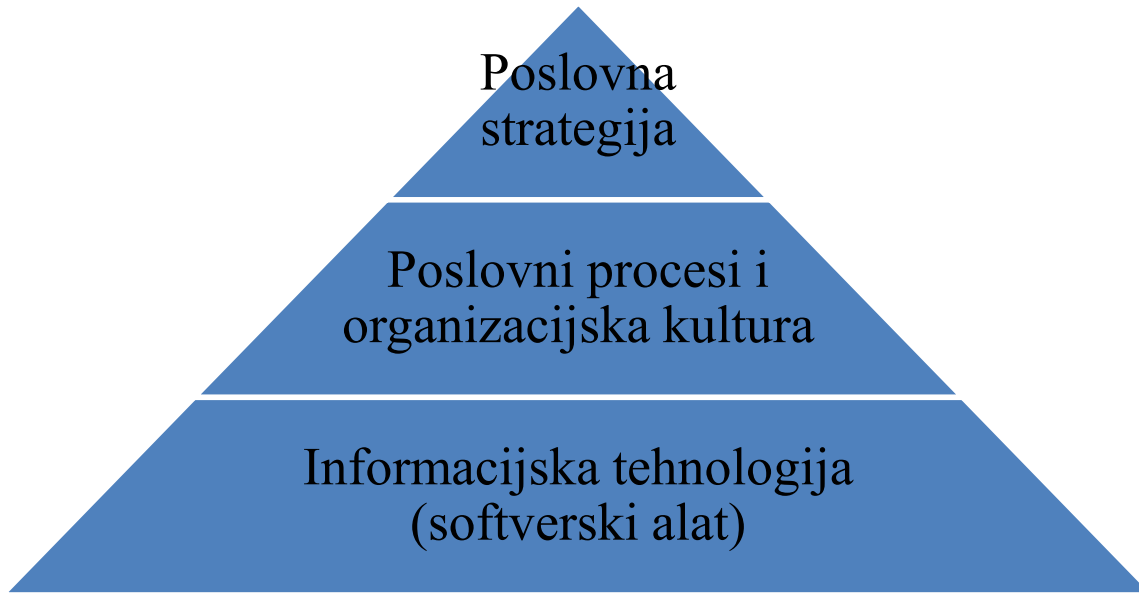 Poslovna
strategija
Poslovni procesi i
organizacijska kultura
Informacijska tehnologija
(softverski alat)